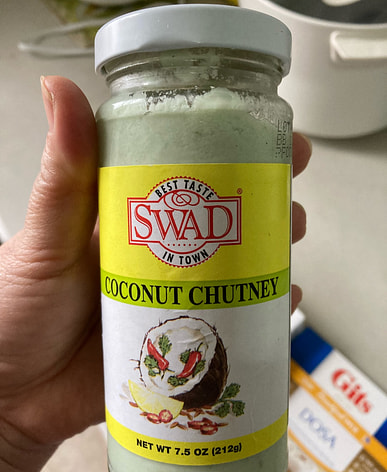 BEST TASTE
SWAD®
IN TOWN
COCONUT CHUTNEY
NET WT 7.5 OZ (212g)
Gits
DOSA